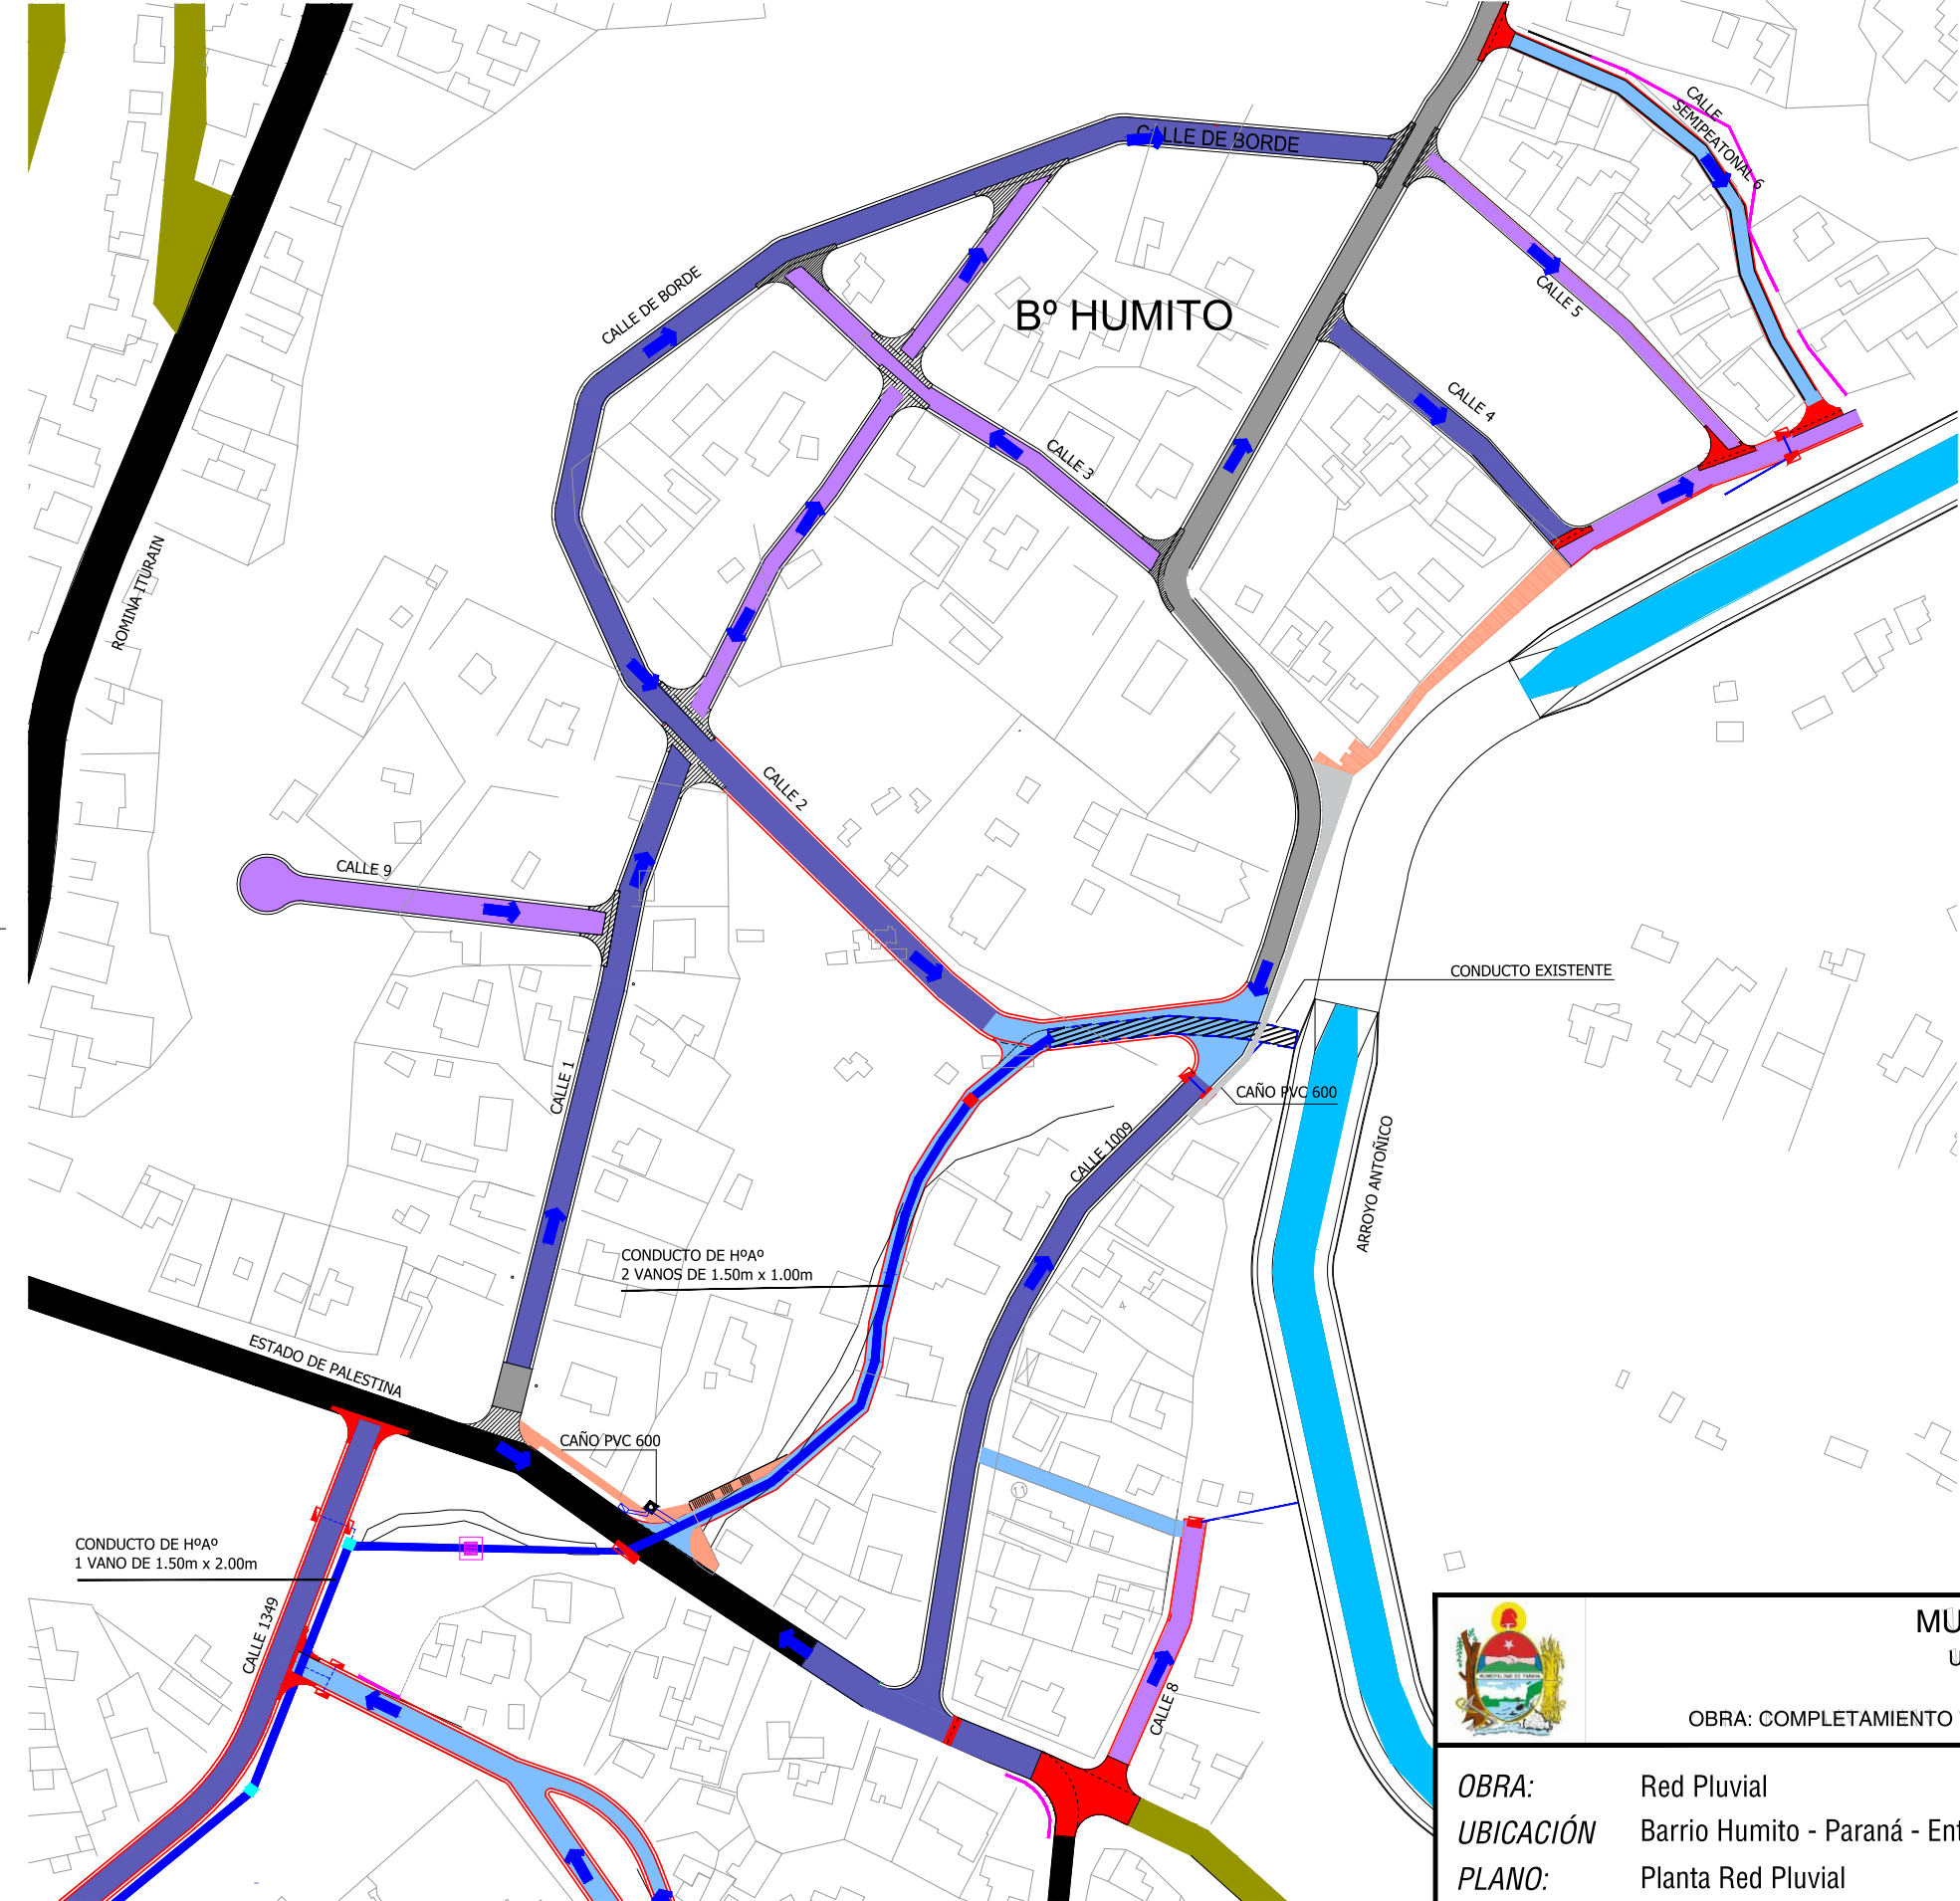 CALLE
SEMIPEATONAL 6
CALLE DE BORDE
CALLE DE BORDE
Bº HUMITO
CALLE 5
CALLE 4
CALLE 3
ROMINA ITURAIN
CALLE 2
CALLE 9
CONDUCTO EXISTENTE
CALLE 1
CAÑO PVC 600
CALLE 1009
ARROYO ANTOÑICO
CONDUCTO DE HºAº
2 VANOS DE 1.50m x 1.00m
4
ESTADO DE PALESTINA
CAÑO PVC 600
11
CONDUCTO DE HºAº
1 VANO DE 1.50m x 2.00m
CALLE 1349
CALLE 8
MU
U
OBRA: COMPLETAMIENTO
OBRA: Red Pluvial
UBICACIÓN Barrio Humito - Paraná - Ent
PLANO: Planta Red Pluvial